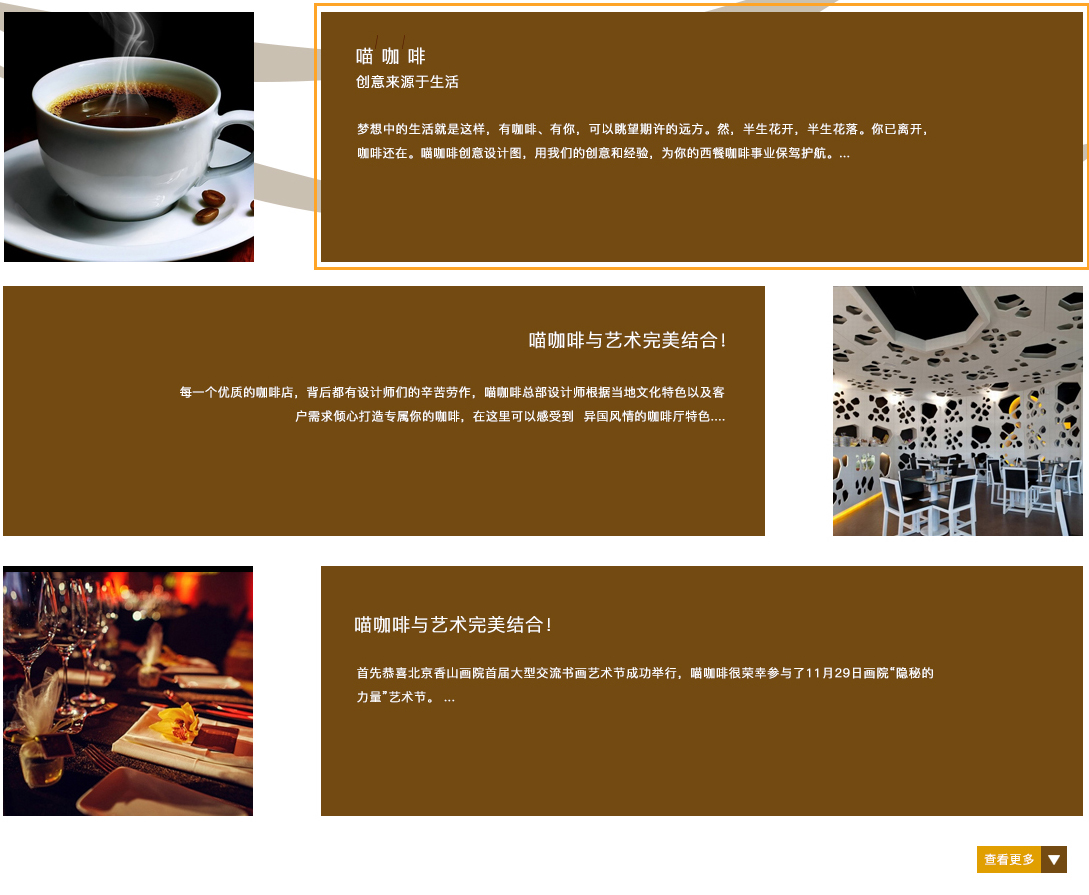 喵 咖 啡
创意来源于生活
梦想中的生活就是这样，有咖啡、有你，可以眺望期许的远方。然，半生花开，半生花落。你已离开，
咖啡还在。喵咖啡创意设计图，用我们的创意和经验，为你的西餐咖啡事业保驾护航。...
喵咖啡与艺术完美结合！
每一个优质的咖啡店，背后都有设计师们的辛苦劳作，喵咖啡总部设计师根据当地文化特色以及客
户需求倾心打造专属你的咖啡，在这里可以感受到 异国风情的咖啡厅特色....
喵咖啡与艺术完美结合！
首先恭喜北京香山画院首届大型交流书画艺术节成功举行，喵咖啡很荣幸参与了11月29日画院“隐秘的
力量”艺术节。 ...
查看更多